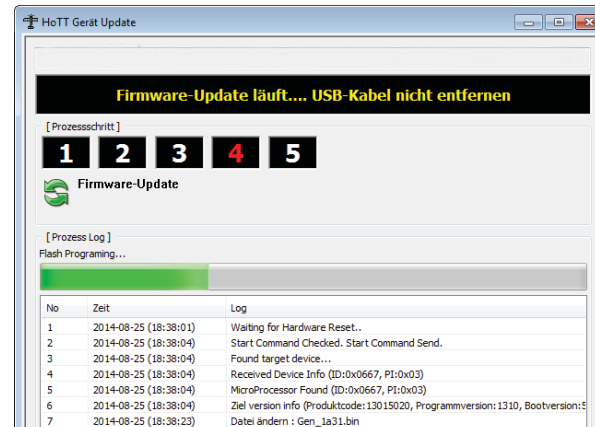 HoTT Gerät Update
Firmware-Update läuft.... USB-Kabel nicht entfernen
[ Prozessschritt ]
1 2 3 4 5
Firmware-Update
[ Prozess Log ]
Flash Programing...
No Zeit Log
1 2014-08-25 (18:38:01) Waiting for Hardware Reset..
2 2014-08-25 (18:38:04) Start Command Checked. Start Command Send.
3 2014-08-25 (18:38:04) Found target device...
4 2014-08-25 (18:38:04) Received Device Info (ID:0x0667, PI:0x03)
5 2014-08-25 (18:38:04) MicroProcessor Found (ID:0x0667, PI:0x03)
6 2014-08-25 (18:38:04) Ziel version info (Produktcode:13015020, Programmversion:1310, Bootversion:5
7 2014-08-25 (18:38:23) Datei ändern : Gen_1a31.bin